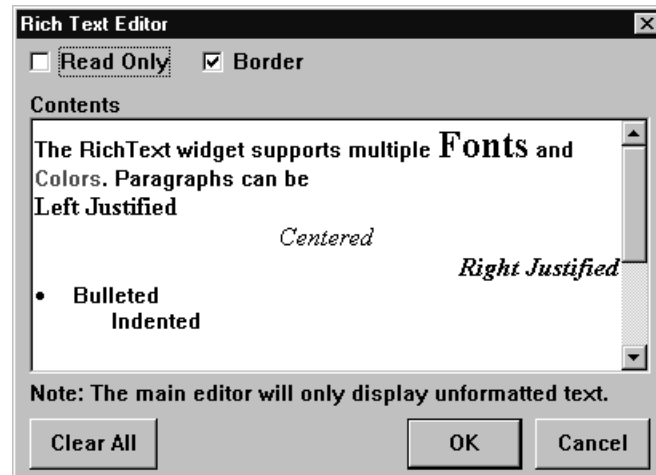 Rich Text Editor
Read Only Border
Contents
The RichText widget supports multiple Fonts and
Colors. Paragraphs can be
Left Justified
Centered
Right Justified
• Bulleted
Indented
Note: The main editor will only display unformatted text.
Clear All OK Cancel